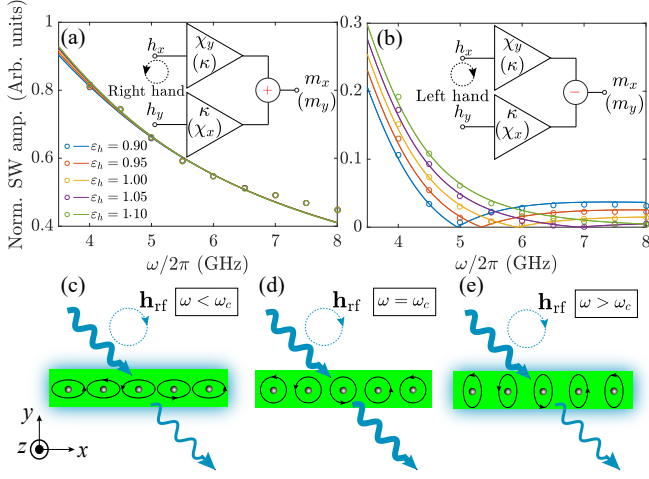 (a)
Norm. SW amp. (Arb. units)
1
0.8
0.6
0.4
h_x
χ_y
(κ)
Right hand
h_y
κ
(χ_x)
+
m_x
(m_y)
ε_h = 0.90
ε_h = 0.95
ε_h = 1.00
ε_h = 1.05
ε_h = 1.10
4 5 6 7 8
ω/2π (GHz)
(b)
0.3
0.2
0.1
0
h_x
χ_y
(κ)
Left hand
h_y
κ
(χ_x)
−
m_x
(m_y)
4 5 6 7 8
ω/2π (GHz)
(c)
h_rf
ω < ω_c
(d)
h_rf
ω = ω_c
(e)
h_rf
ω > ω_c
y
z
x